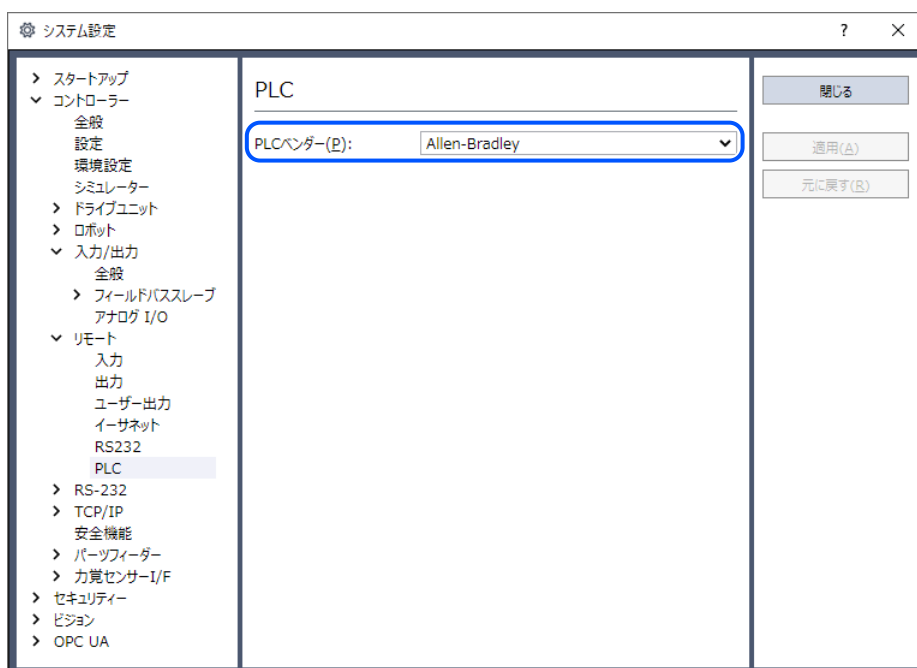 システム設定
?
×
スタートアップ
コントローラー
全般
設定
環境設定
シミュレーター
ドライブユニット
ロボット
入力/出力
全般
フィールドバススレーブ
アナログ I/O
リモート
入力
出力
ユーザー出力
イーサネット
RS232
PLC
RS-232
TCP/IP
安全機能
パーツフィーダー
力覚センサーI/F
セキュリティー
ビジョン
OPC UA
PLC
PLCベンダー(P):
Allen-Bradley
閉じる
適用(A)
元に戻す(R)